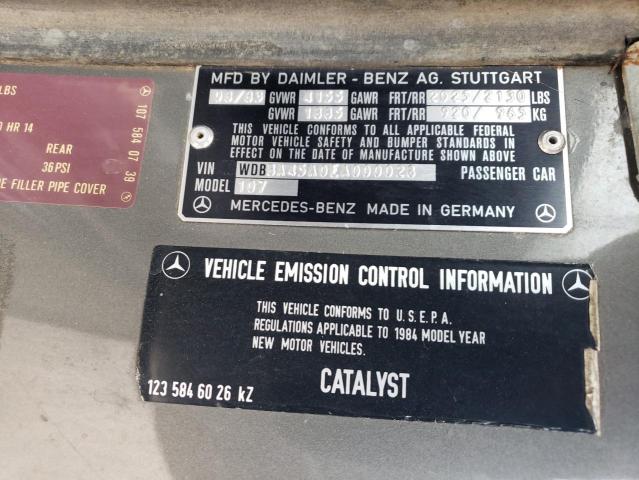 MFD BY DAIMLER - BENZ AG. STUTTGART
GVWR GAWR FRT/RR LBS
GVWR GAWR FRT/RR KG
THIS VEHICLE CONFORMS TO ALL APPLICABLE FEDERAL
MOTOR VEHICLE SAFETY AND BUMPER STANDARDS IN
EFFECT ON THE DATE OF MANUFACTURE SHOWN ABOVE
VIN PASSENGER CAR
MODEL 107
MERCEDES-BENZ MADE IN GERMANY
LBS
HR 14
REAR
36 PSI
FILLER PIPE COVER
107 584 07 39
VEHICLE EMISSION CONTROL INFORMATION
THIS VEHICLE CONFORMS TO U.S.E.P.A.
REGULATIONS APPLICABLE TO 1984 MODEL YEAR
NEW MOTOR VEHICLES.
CATALYST
123 584 60 26 kZ